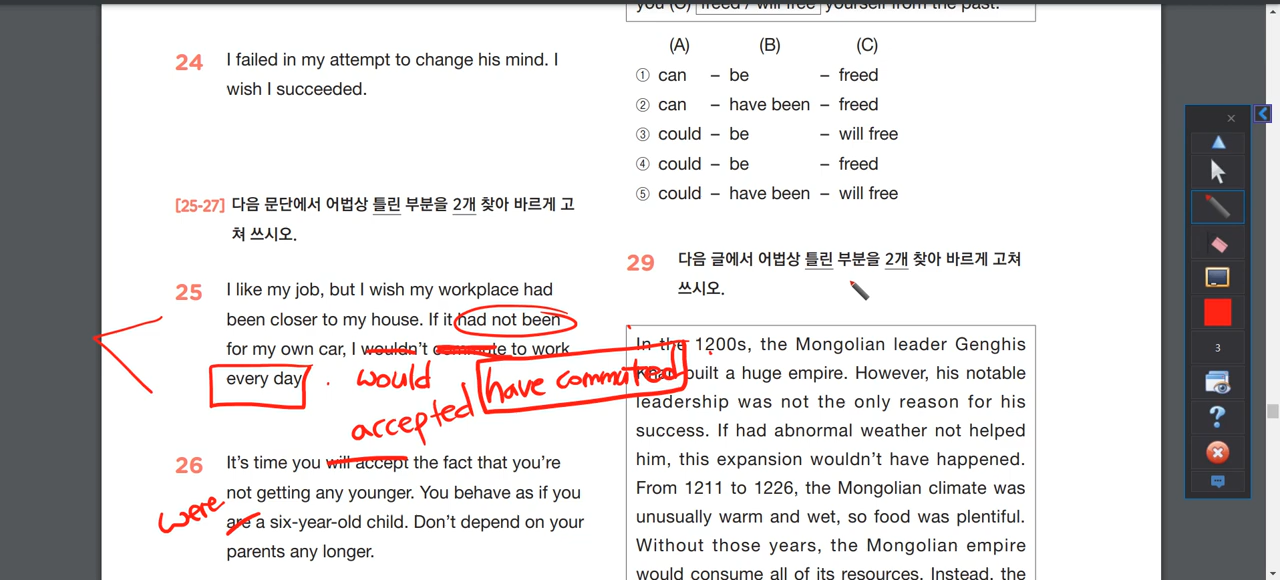 you (C) freed / will free yourself from the past.
24 I failed in my attempt to change his mind. I
wish I succeeded.
[25-27] 다음 문단에서 어법상 틀린 부분을 2개 찾아 바르게 고
쳐 쓰시오.
25 I like my job, but I wish my workplace had
been closer to my house. If it had not been
for my own car, I wouldn't commute to work
every day.
would
have commuted
accepted
26 It's time you will accept the fact that you're
not getting any younger. You behave as if you
were
are a six-year-old child. Don't depend on your
parents any longer.
(A) (B) (C)
① can – be – freed
② can – have been – freed
③ could – be – will free
④ could – be – freed
⑤ could – have been – will free
29 다음 글에서 어법상 틀린 부분을 2개 찾아 바르게 고쳐
쓰시오.
In the 1200s, the Mongolian leader Genghis
Khan built a huge empire. However, his notable
leadership was not the only reason for his
success. If had abnormal weather not helped
him, this expansion wouldn't have happened.
From 1211 to 1226, the Mongolian climate was
unusually warm and wet, so food was plentiful.
Without those years, the Mongolian empire
would consume all of its resources. Instead, the
3